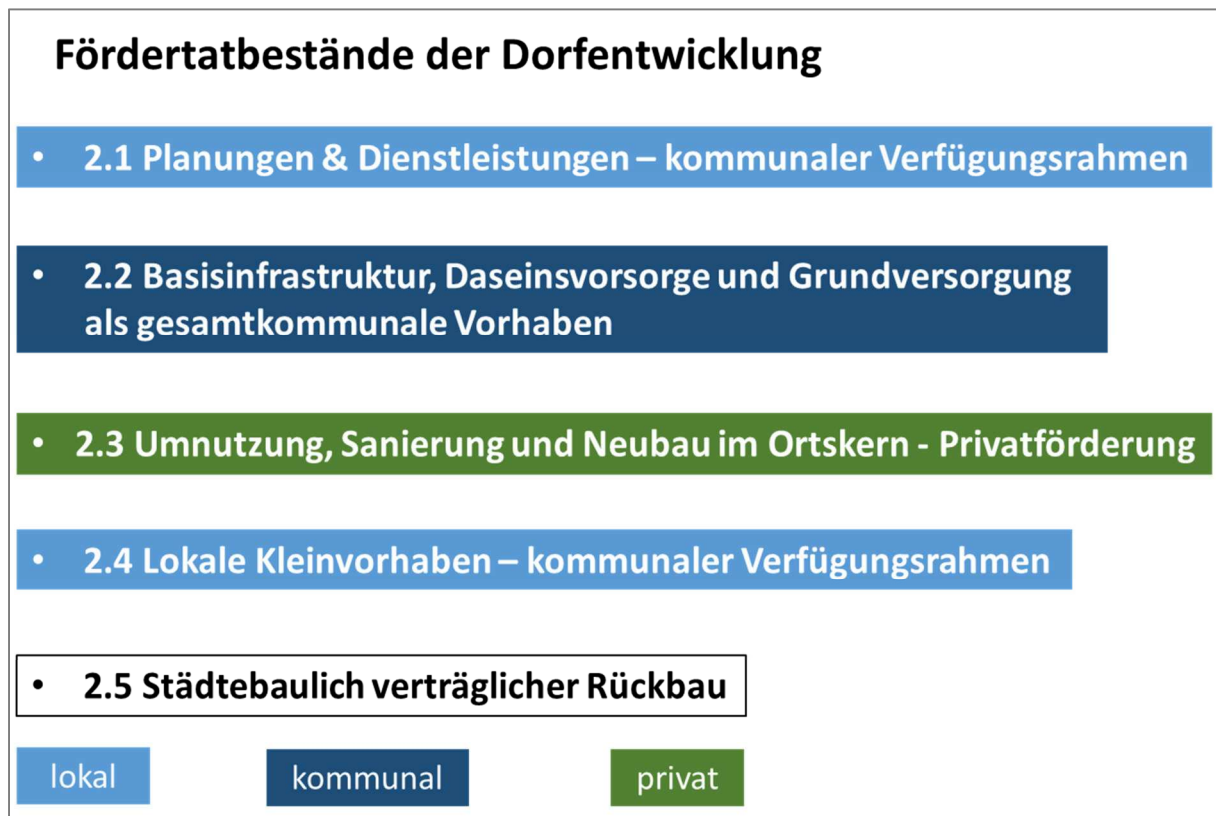 Fördertatbestände der Dorfentwicklung
• 2.1 Planungen & Dienstleistungen – kommunaler Verfügungsrahmen
• 2.2 Basisinfrastruktur, Daseinsvorsorge und Grundversorgung
als gesamtkommunale Vorhaben
• 2.3 Umnutzung, Sanierung und Neubau im Ortskern - Privatförderung
• 2.4 Lokale Kleinvorhaben – kommunaler Verfügungsrahmen
• 2.5 Städtebaulich verträglicher Rückbau
lokal kommunal privat